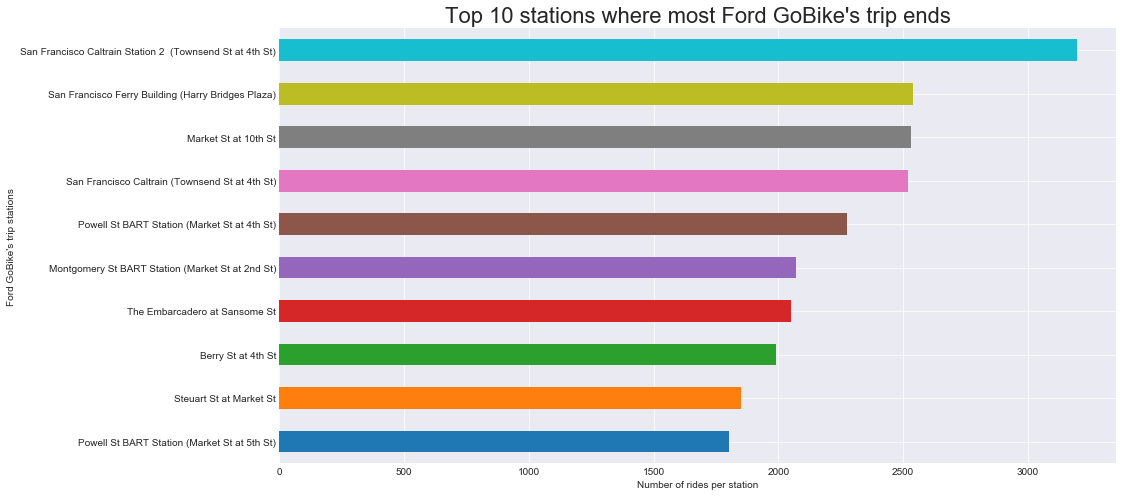 Top 10 stations where most Ford GoBike's trip ends
San Francisco Caltrain Station 2  (Townsend St at 4th St)
San Francisco Ferry Building (Harry Bridges Plaza)
Market St at 10th St
San Francisco Caltrain (Townsend St at 4th St)
Powell St BART Station (Market St at 4th St)
Montgomery St BART Station (Market St at 2nd St)
The Embarcadero at Sansome St
Berry St at 4th St
Steuart St at Market St
Powell St BART Station (Market St at 5th St)
Ford GoBike's trip stations
0 500 1000 1500 2000 2500 3000
Number of rides per station